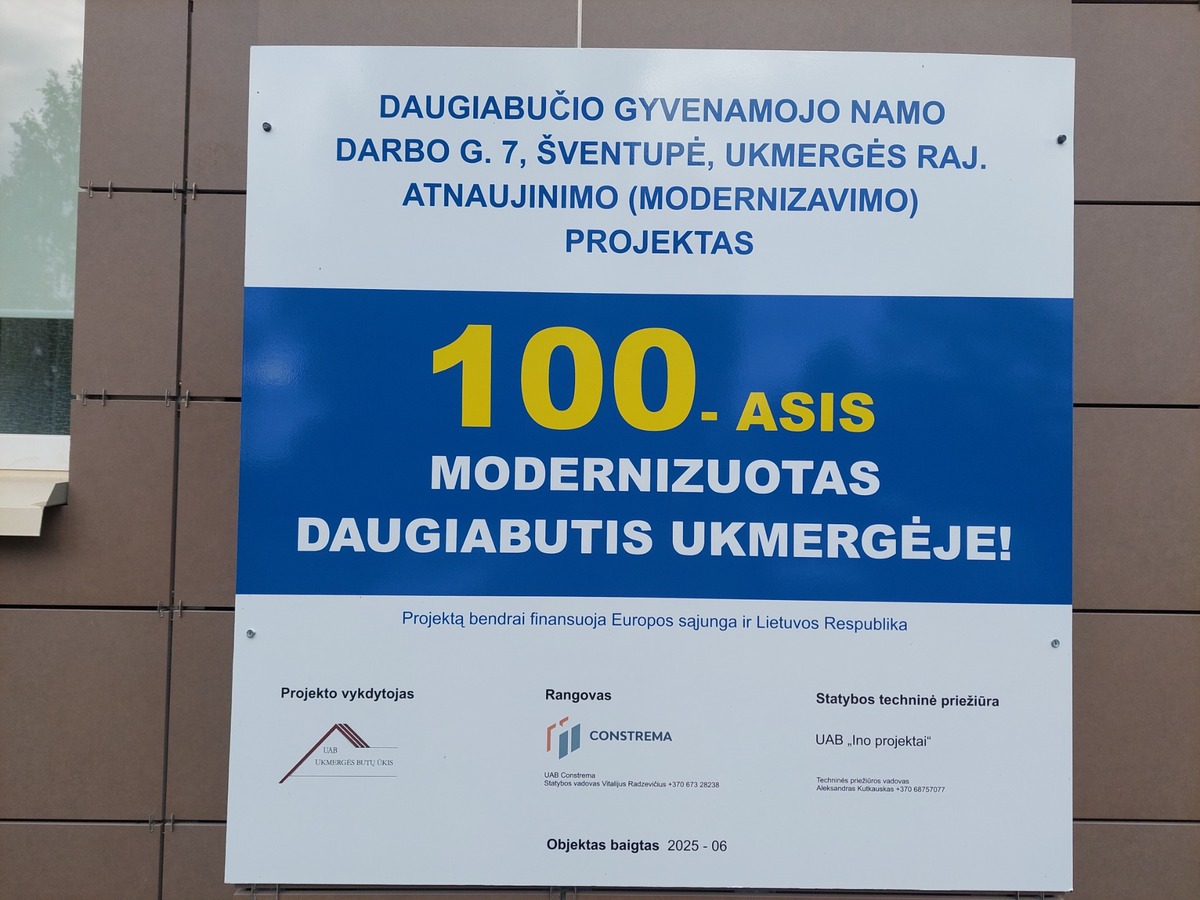 DAUGIABUČIO GYVENAMOJO NAMO
DARBO G. 7, ŠVENTUPĖ, UKMERGĖS RAJ.
ATNAUJINIMO (MODERNIZAVIMO)
PROJEKTAS
100- ASIS
MODERNIZUOTAS
DAUGIABUTIS UKMERGĖJE!
Projektą bendrai finansuoja Europos sąjunga ir Lietuvos Respublika
Projekto vykdytojas
UAB
UKMERGĖS BUTŲ ŪKIS
Rangovas
CONSTREMA
UAB Constrema
Statybos vadovas Vitalijus Radzevičius +370 673 28238
Statybos techninė priežiūra
UAB „Ino projektai“
Techninės priežiūros vadovas
Aleksandras Kutkauskas +370 68757077
Objektas baigtas 2025 - 06